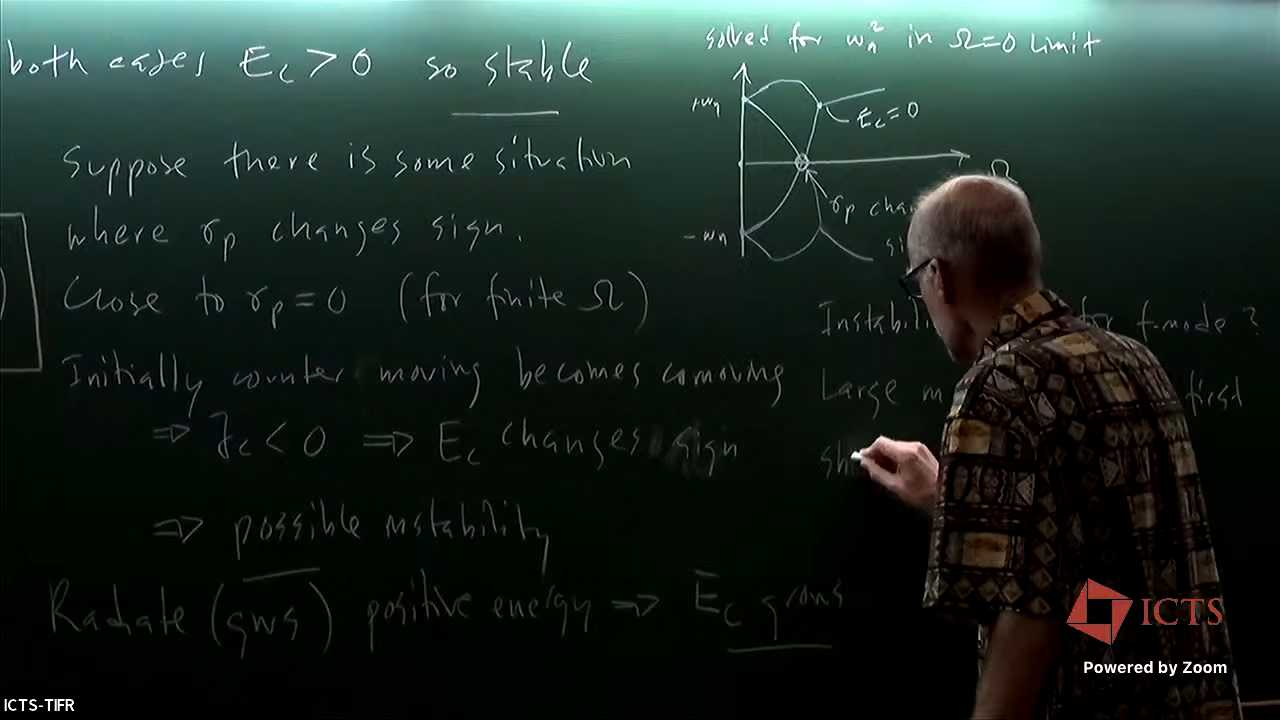 both cases E_c > 0 so stable
Suppose there is some situation
where σ_p changes sign.
Close to σ_p = 0 (for finite Ω)
Initially counter moving becomes comoving
⇒ J_c < 0 ⇒ E_c changes sign
⇒ possible instability
Radiate (gws) positive energy ⇒ E_c grows
solved for ω_n² in Ω=0 limit
+ω_n
E_c = 0
Ω
σ_p
-ω_n
for f-mode?
Large first
ICTS
Powered by Zoom
ICTS-TIFR